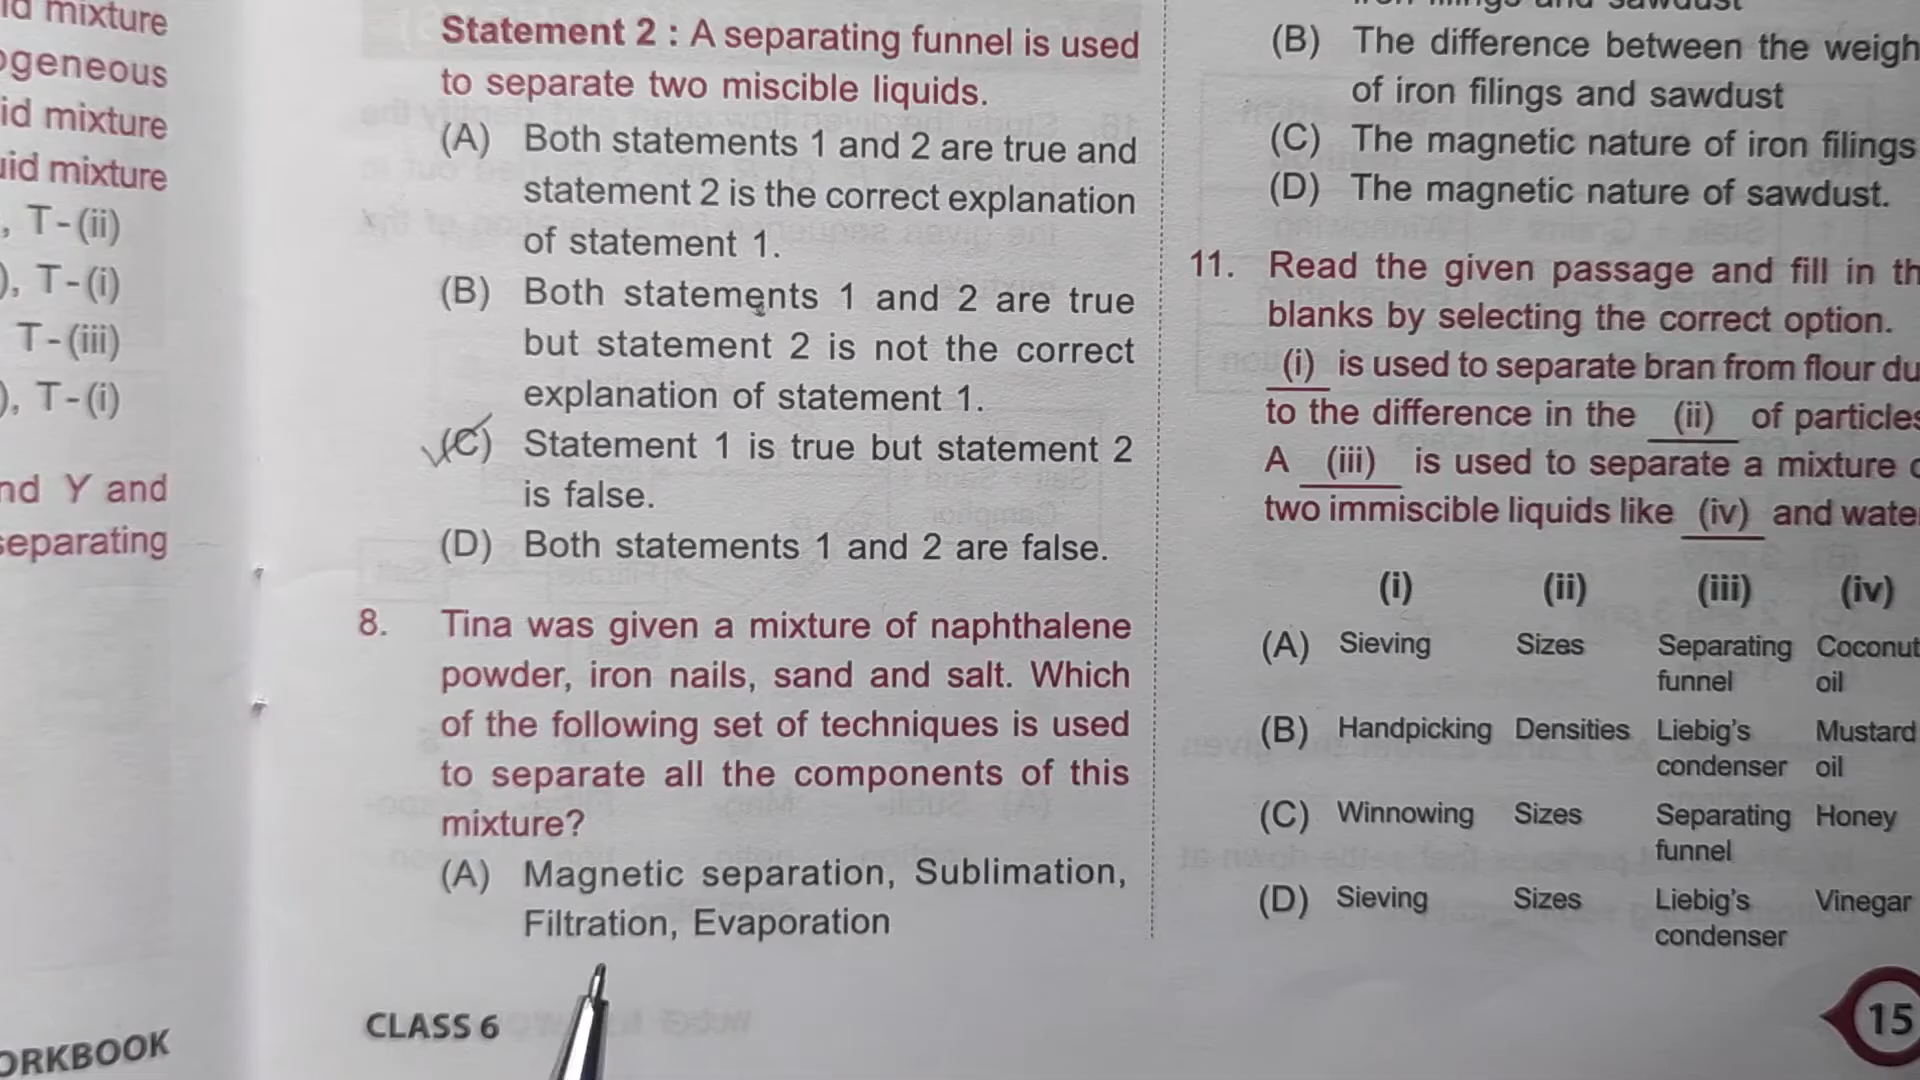 mixture
ogeneous
id mixture
uid mixture
, T-(ii)
), T-(i)
T-(iii)
), T-(i)
nd Y and
separating
ORKBOOK
Statement 2 : A separating funnel is used
to separate two miscible liquids.
(A) Both statements 1 and 2 are true and
statement 2 is the correct explanation
of statement 1.
(B) Both statements 1 and 2 are true
but statement 2 is not the correct
explanation of statement 1.
(C) Statement 1 is true but statement 2
is false.
(D) Both statements 1 and 2 are false.
8. Tina was given a mixture of naphthalene
powder, iron nails, sand and salt. Which
of the following set of techniques is used
to separate all the components of this
mixture?
(A) Magnetic separation, Sublimation,
Filtration, Evaporation
CLASS 6
iron filings and sawdust
(B) The difference between the weigh
of iron filings and sawdust
(C) The magnetic nature of iron filings
(D) The magnetic nature of sawdust.
11. Read the given passage and fill in th
blanks by selecting the correct option.
(i) is used to separate bran from flour du
to the difference in the (ii) of particles
A (iii) is used to separate a mixture o
two immiscible liquids like (iv) and water
(i) (ii) (iii) (iv)
(A) Sieving Sizes Separating Coconut
funnel oil
(B) Handpicking Densities Liebig's Mustard
condenser oil
(C) Winnowing Sizes Separating Honey
funnel
(D) Sieving Sizes Liebig's Vinegar
condenser
15